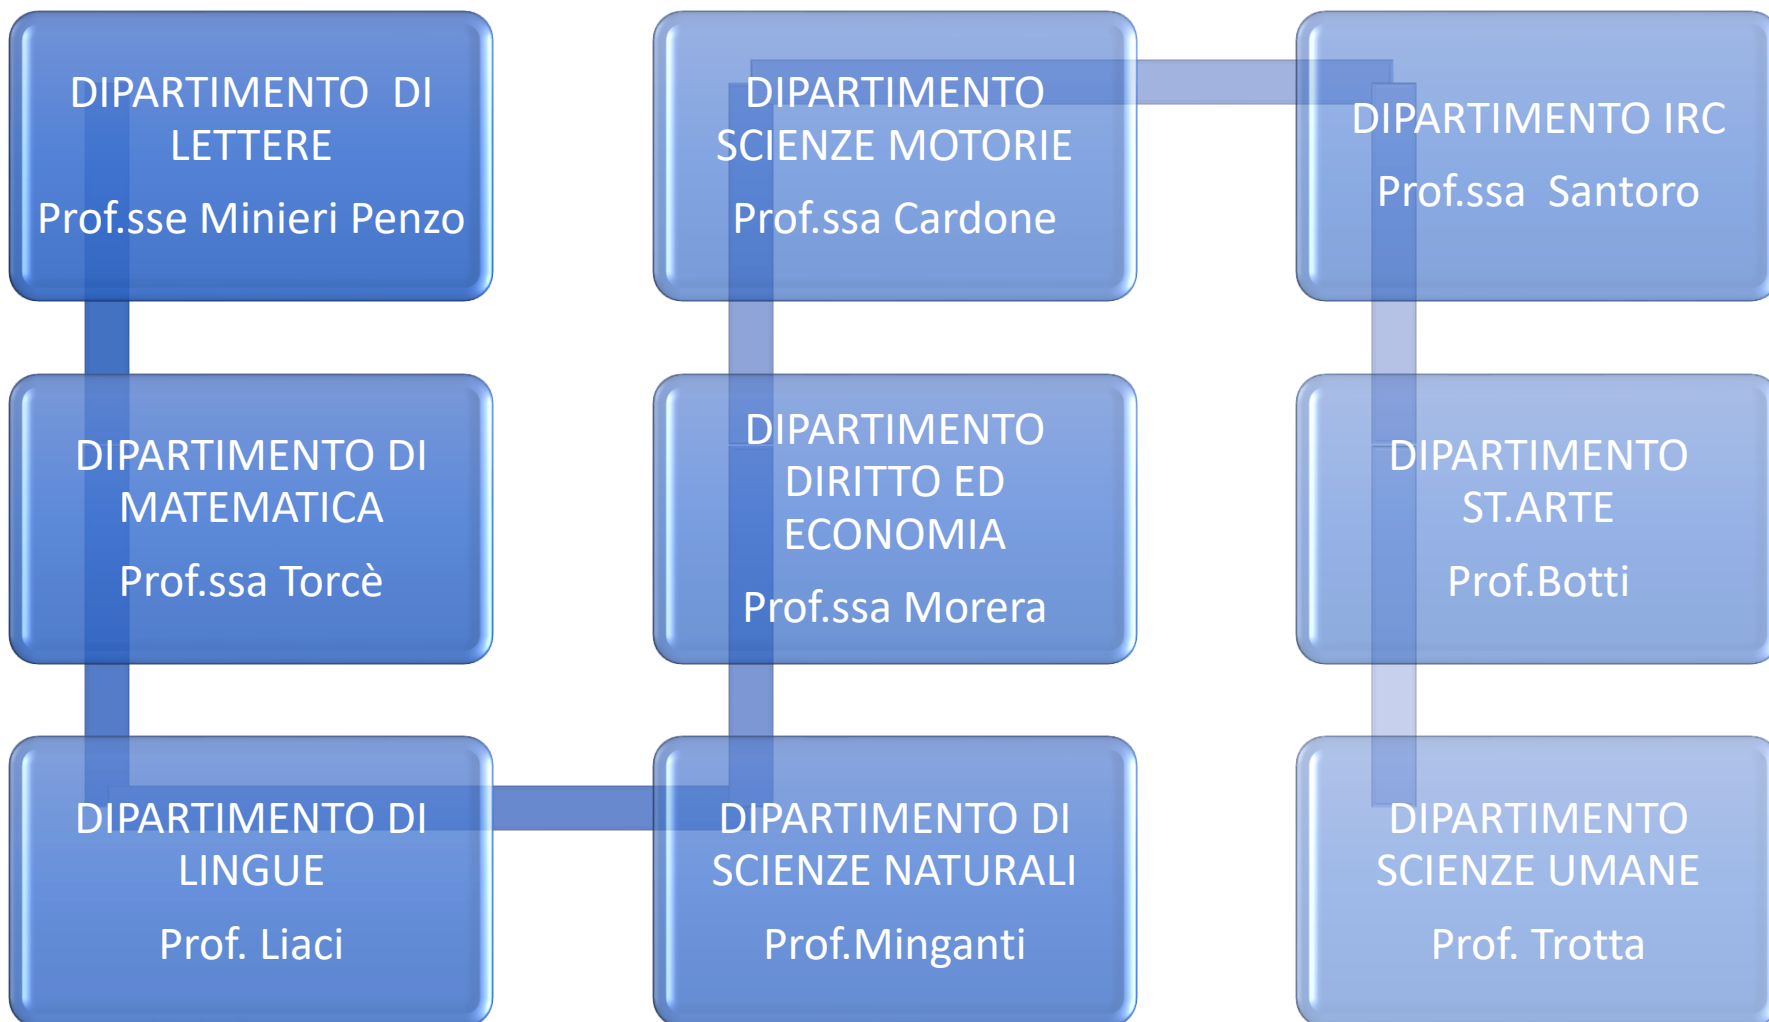 DIPARTIMENTO DI
LETTERE
Prof.sse Minieri Penzo
DIPARTIMENTO DI
MATEMATICA
Prof.ssa Torcè
DIPARTIMENTO DI
LINGUE
Prof. Liaci
DIPARTIMENTO DI
SCIENZE NATURALI
Prof.Minganti
DIPARTIMENTO
DIRITTO ED
ECONOMIA
Prof.ssa Morera
DIPARTIMENTO
SCIENZE MOTORIE
Prof.ssa Cardone
DIPARTIMENTO IRC
Prof.ssa Santoro
DIPARTIMENTO
ST.ARTE
Prof.Botti
DIPARTIMENTO
SCIENZE UMANE
Prof. Trotta